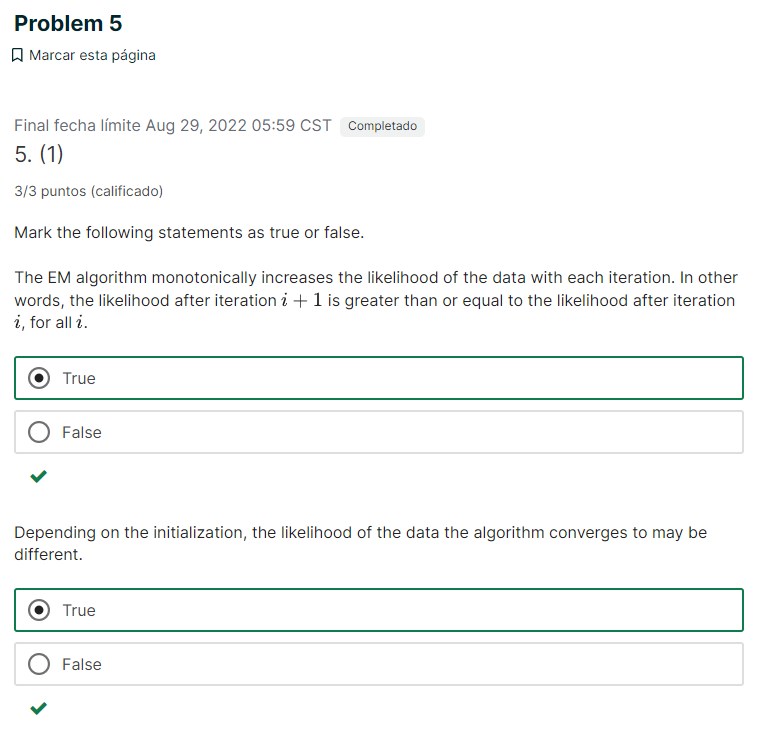 Problem 5
Marcar esta página
Final fecha límite Aug 29, 2022 05:59 CST Completado
5. (1)
3/3 puntos (calificado)
Mark the following statements as true or false.
The EM algorithm monotonically increases the likelihood of the data with each iteration. In other
words, the likelihood after iteration i + 1 is greater than or equal to the likelihood after iteration
i, for all i.
True
False
Depending on the initialization, the likelihood of the data the algorithm converges to may be
different.
True
False